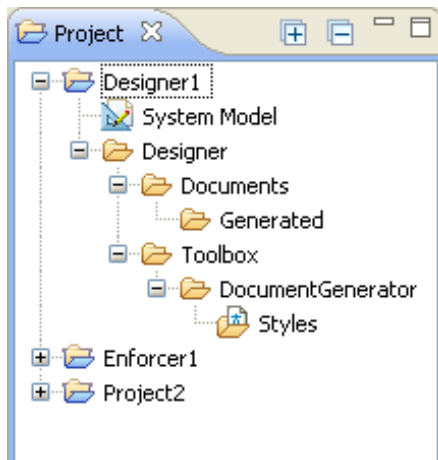 Project
Designer1
System Model
Designer
Documents
Generated
Toolbox
DocumentGenerator
Styles
Enforcer1
Project2